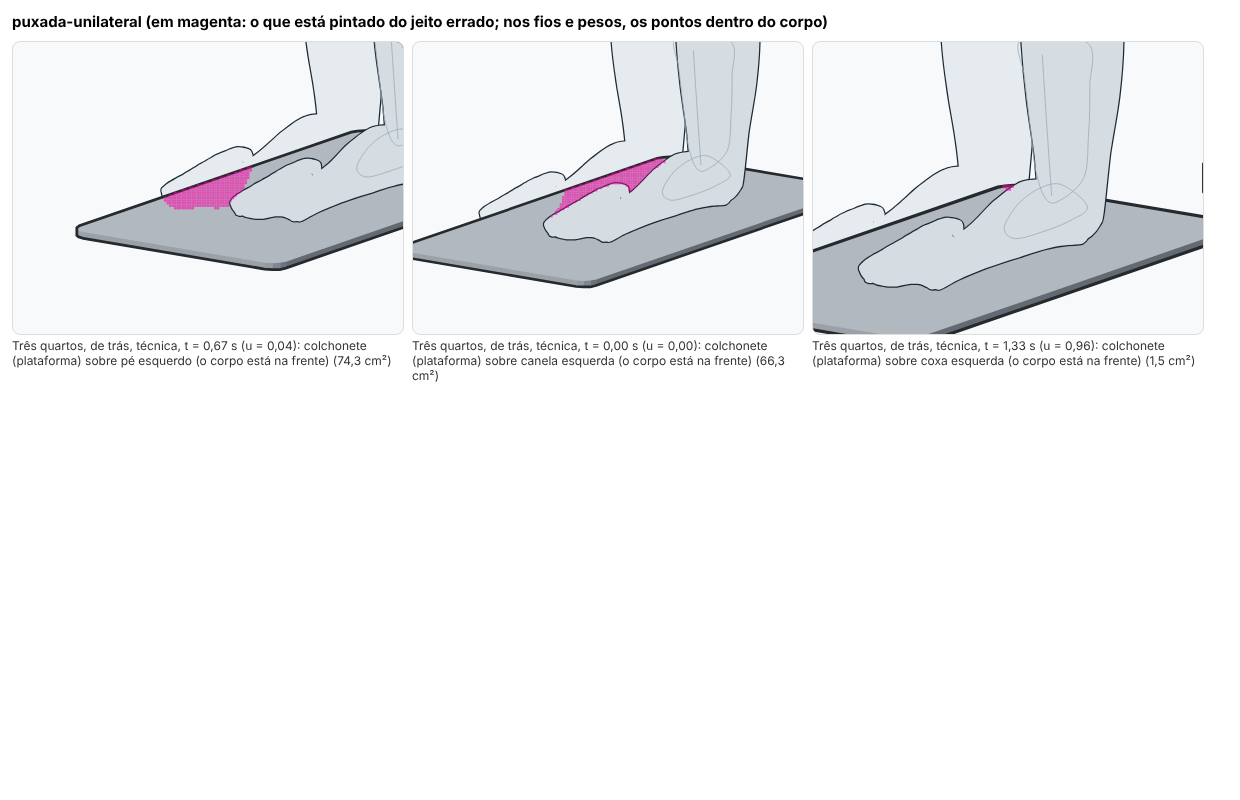 puxada-unilateral (em magenta: o que está pintado do jeito errado; nos fios e pesos, os pontos dentro do corpo)
Três quartos, de trás, técnica, t = 0,67 s (u = 0,04): colchonete
(plataforma) sobre pé esquerdo (o corpo está na frente) (74,3 cm²)
Três quartos, de trás, técnica, t = 0,00 s (u = 0,00): colchonete
(plataforma) sobre canela esquerda (o corpo está na frente) (66,3
cm²)
Três quartos, de trás, técnica, t = 1,33 s (u = 0,96): colchonete
(plataforma) sobre coxa esquerda (o corpo está na frente) (1,5 cm²)